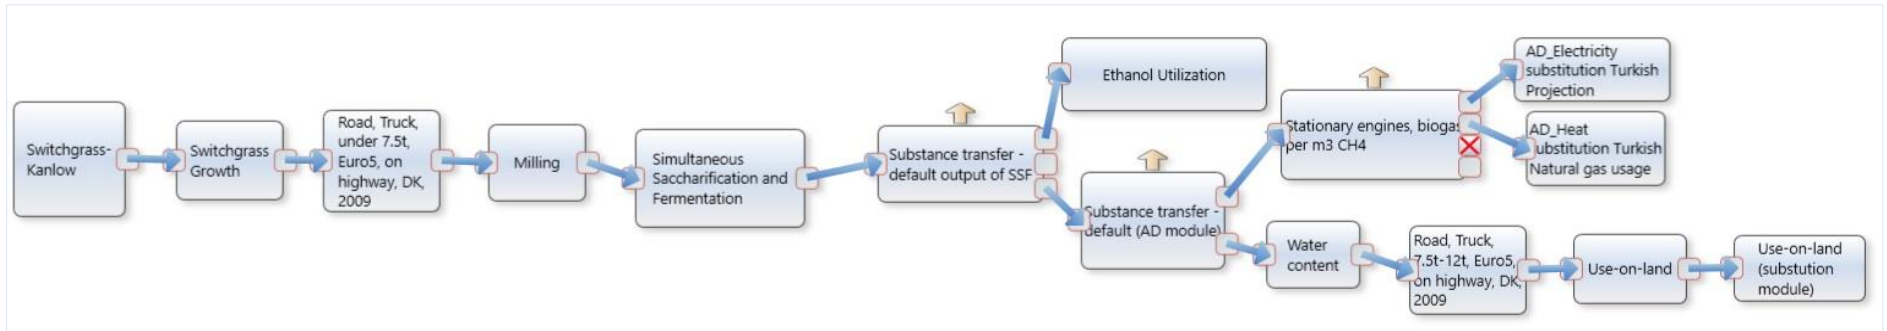 Switchgrass-
Kanlow
Switchgrass
Growth
Road, Truck,
under 7.5t,
Euro5, on
highway, DK,
2009
Milling
Simultaneous
Saccharification and
Fermentation
Substance transfer -
default output of SSF
Ethanol Utilization
Substance transfer -
default (AD module)
Stationary engines, biogas
per m3 CH4
AD_Electricity
substitution Turkish
Projection
AD_Heat
substitution Turkish
Natural gas usage
Water
content
Road, Truck,
7.5t-12t, Euro5,
on highway, DK,
2009
Use-on-land
Use-on-land
(substution
module)